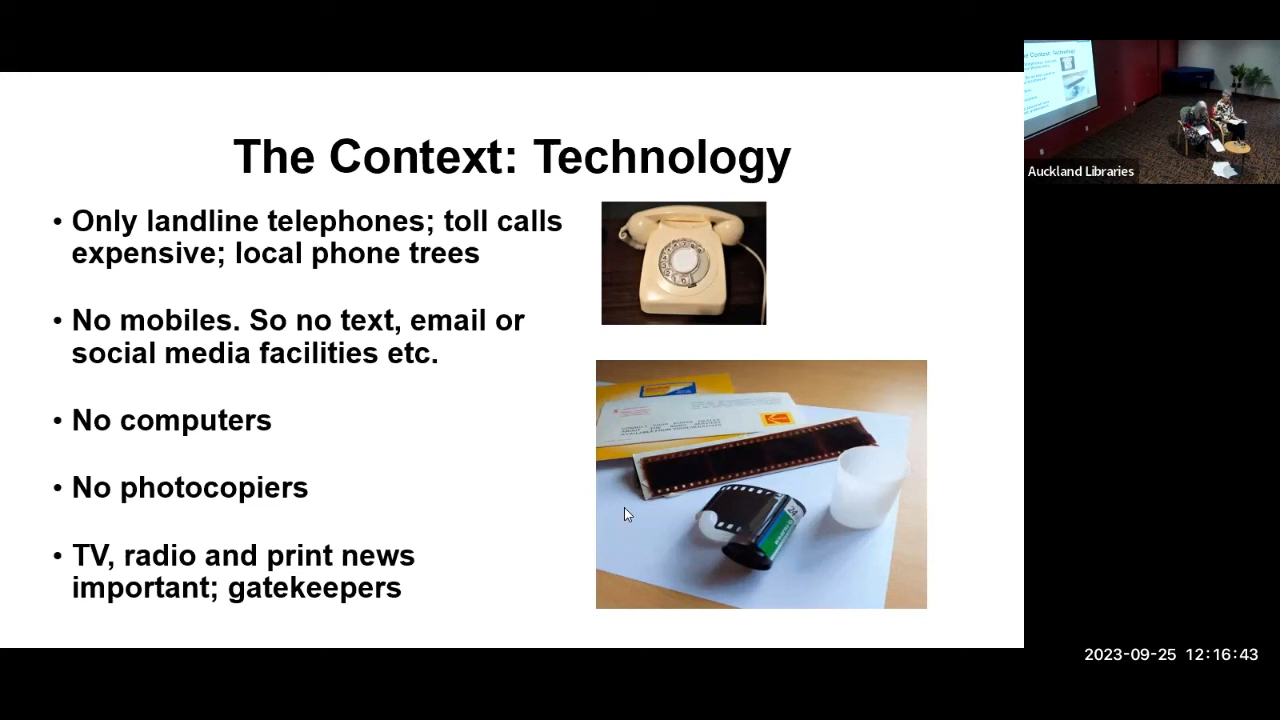 The Context: Technology
• Only landline telephones; toll calls
expensive; local phone trees
• No mobiles. So no text, email or
social media facilities etc.
• No computers
• No photocopiers
• TV, radio and print news
important; gatekeepers
24
Auckland Libraries
2023-09-25 12:16:43